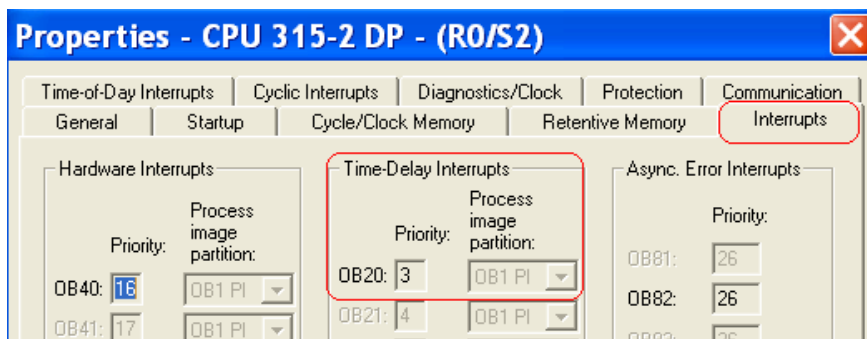 Properties - CPU 315-2 DP - (R0/S2)
Time-of-Day Interrupts Cyclic Interrupts Diagnostics/Clock Protection Communication
General Startup Cycle/Clock Memory Retentive Memory Interrupts
Hardware Interrupts Time-Delay Interrupts Async. Error Interrupts
Process Process
image image Priority:
Priority: partition: Priority: partition:
OB81: 26
OB40: 16 OB1 PI OB20: 3 OB1 PI
OB82: 26
OB41: 17 OB1 PI OB21: 4 OB1 PI